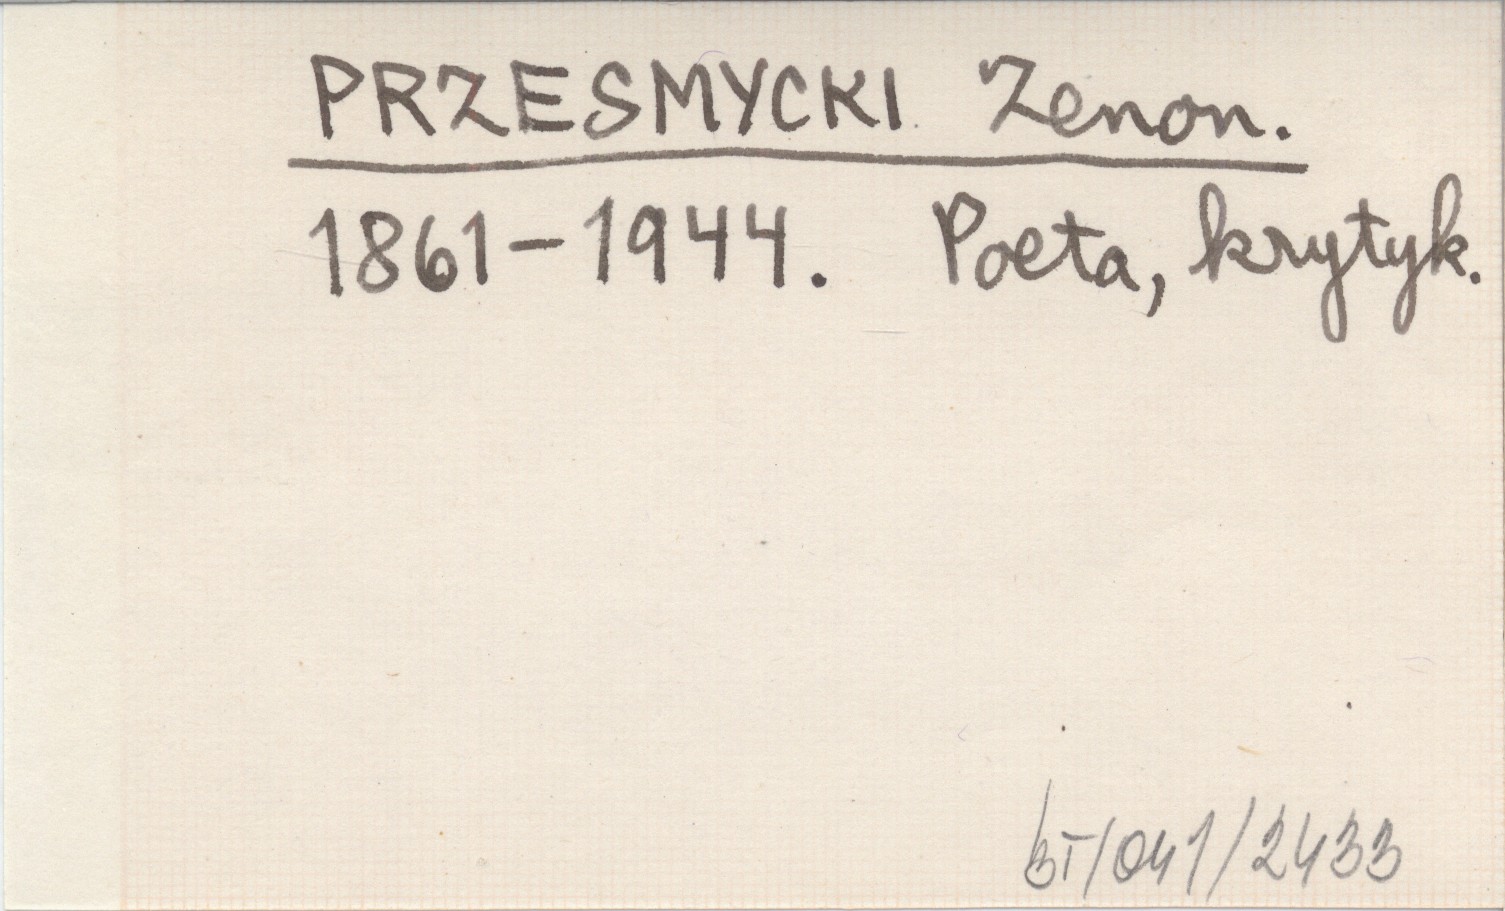 PRZESMYCKI Zenon.
1861-1944. Poeta, krytyk.
BT/041/2433